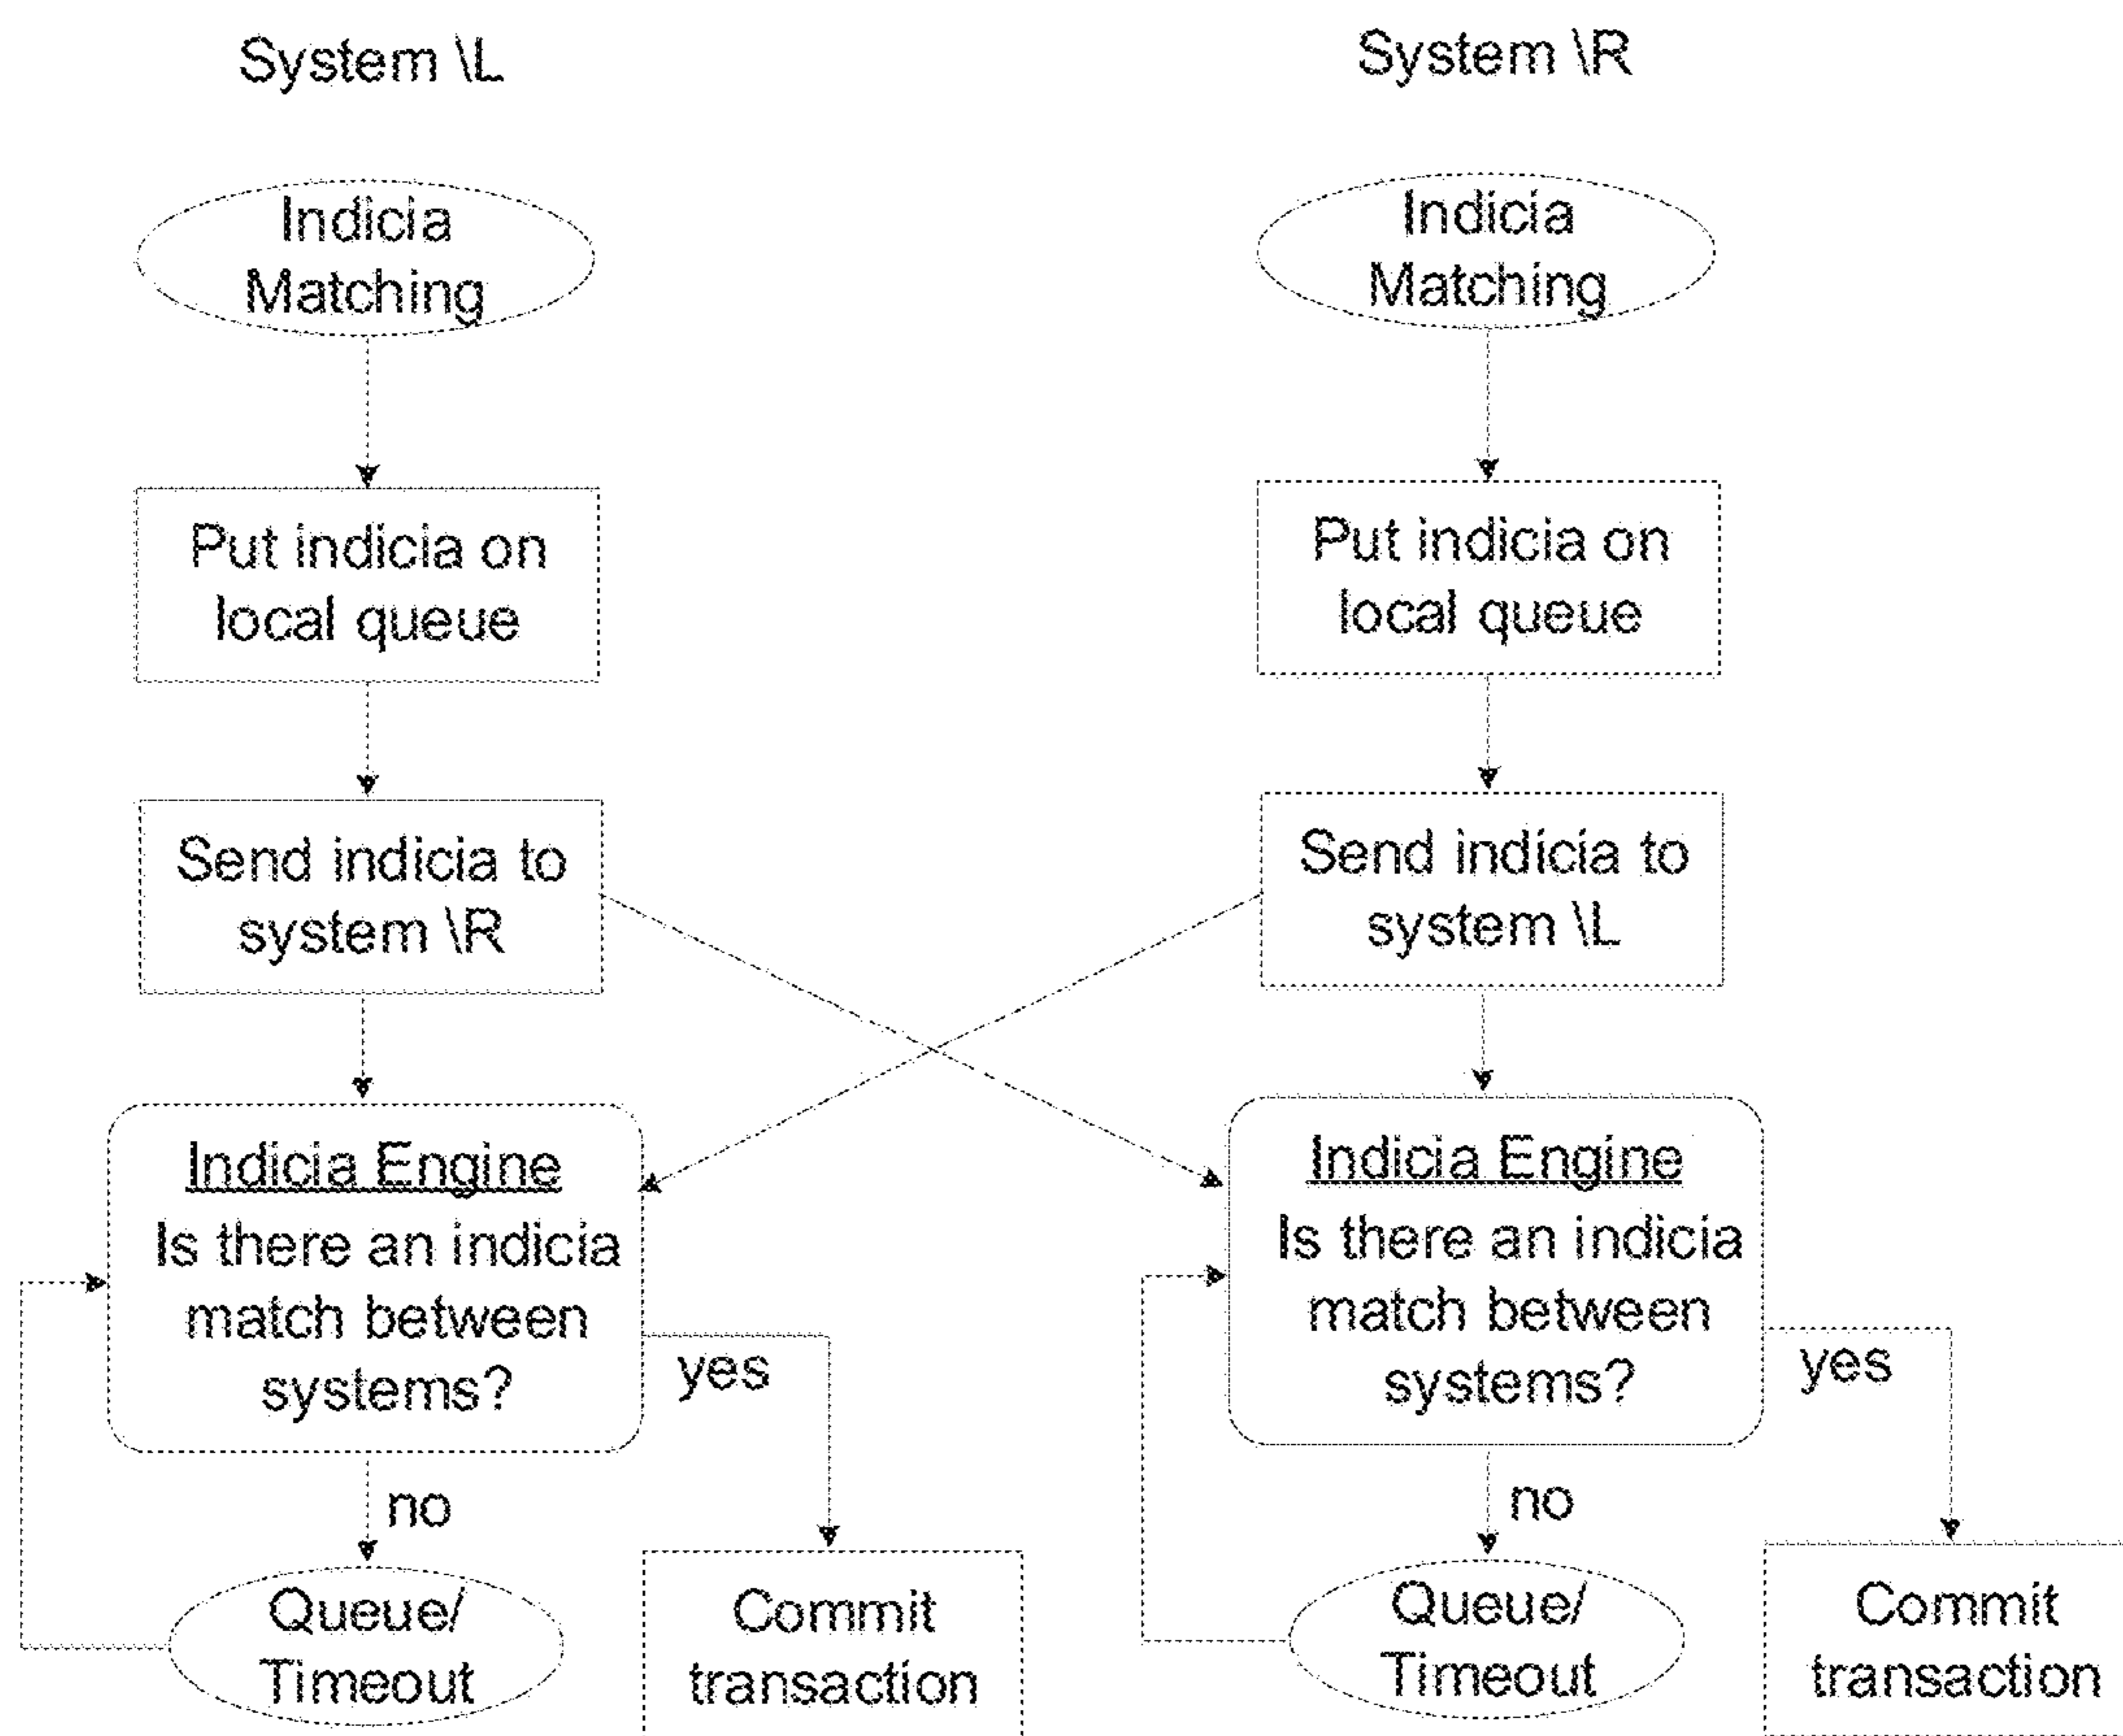 System \L
Indicia
Matching
Put indicia on
local queue
Send indicia to
system \R
Indicia Engine
Is there an indicia
match between
systems?
yes
no
Queue/
Timeout
Commit
transaction
System \R
Indicia
Matching
Put indicia on
local queue
Send indicia to
system \L
Indicia Engine
Is there an indicia
match between
systems?
yes
no
Queue/
Timeout
Commit
transaction